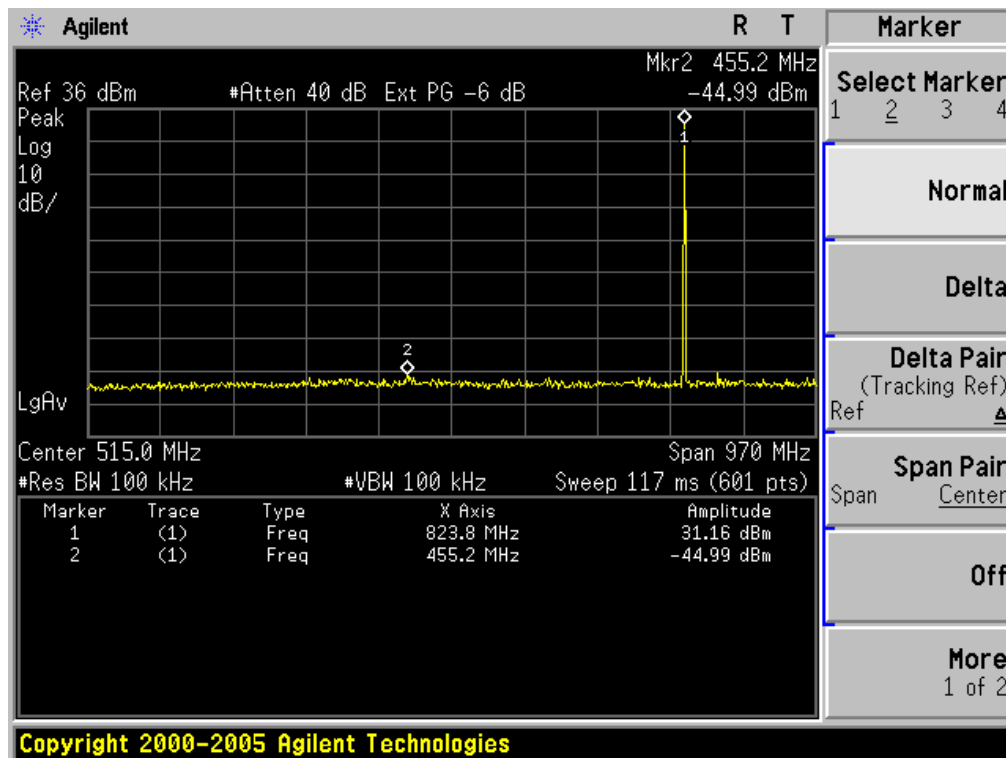 Agilent R T
Mkr2 455.2 MHz
Ref 36 dBm #Atten 40 dB Ext PG -6 dB -44.99 dBm
Peak
Log
10
dB/
1
2
LgAv
Center 515.0 MHz Span 970 MHz
#Res BW 100 kHz #VBW 100 kHz Sweep 117 ms (601 pts)
Marker Trace Type X Axis Amplitude
1 (1) Freq 823.8 MHz 31.16 dBm
2 (1) Freq 455.2 MHz -44.99 dBm
Marker
Select Marker
1 2 3 4
Normal
Delta
Delta Pair
(Tracking Ref)
Ref Δ
Span Pair
Span Center
Off
More
1 of 2
Copyright 2000-2005 Agilent Technologies